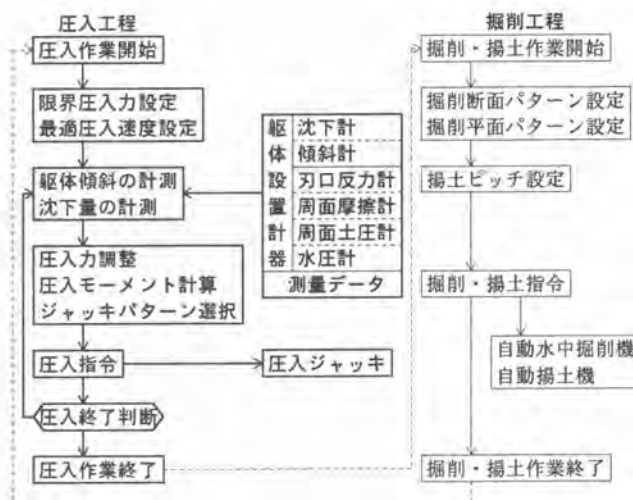 圧入工程
圧入作業開始
限界圧入力設定
最適圧入速度設定
躯体傾斜の計測
沈下量の計測
圧入力調整
圧入モーメント計算
ジャッキパターン選択
圧入指令
圧入終了判断
圧入作業終了
躯体設置計器
沈下計
傾斜計
刃口反力計
周面摩擦計
周面土圧計
水圧計
測量データ
圧入ジャッキ
掘削工程
掘削・揚土作業開始
掘削断面パターン設定
掘削平面パターン設定
揚土ピッチ設定
掘削・揚土指令
自動水中掘削機
自動揚土機
掘削・揚土作業終了